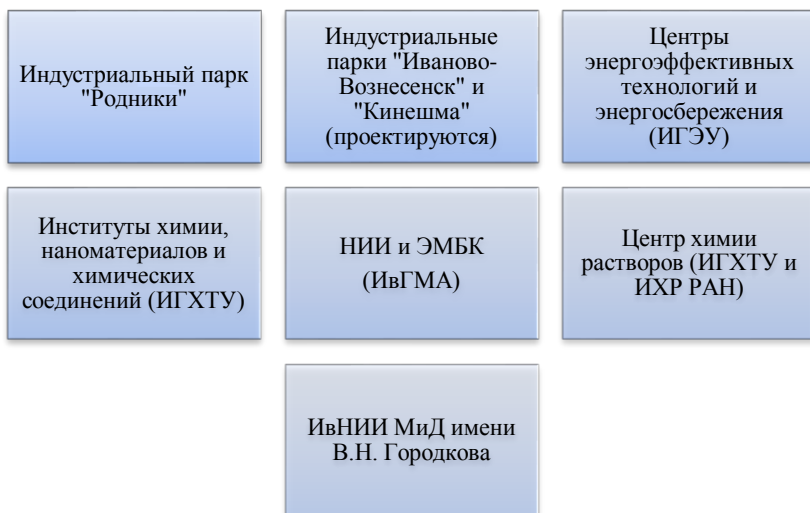 Индустриальный парк
"Родники"
Индустриальные
парки "Иваново-
Вознесенск" и
"Кинешма"
(проектируются)
Центры
энергоэффективных
технологий и
энергосбережения
(ИГЭУ)
Институты химии,
наноматериалов и
химических
соединений (ИГХТУ)
НИИ и ЭМБК
(ИвГМА)
Центр химии
растворов (ИГХТУ и
ИХР РАН)
ИвНИИ МиД имени
В.Н. Городкова